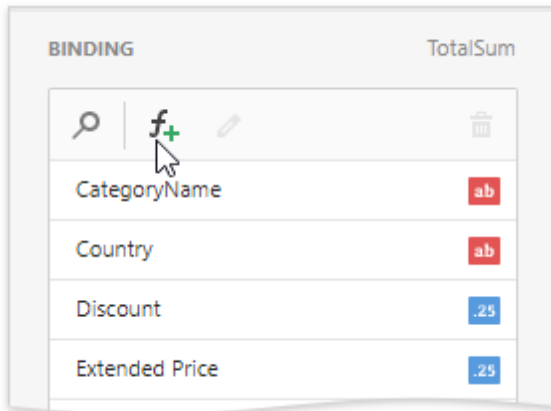 BINDING TotalSum
f+
CategoryName ab
Country ab
Discount .25
Extended Price .25